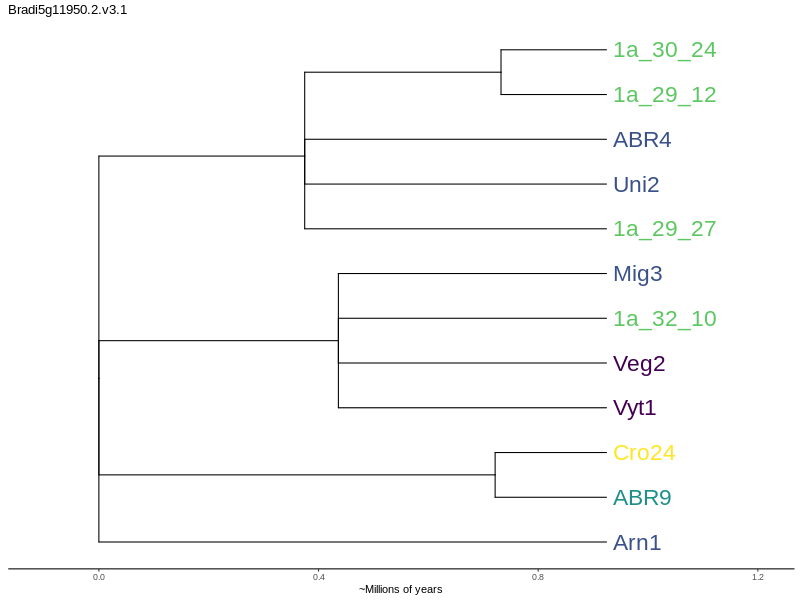 Bradi5g11950.2.v3.1
1a_30_24
1a_29_12
ABR4
Uni2
1a_29_27
Mig3
1a_32_10
Veg2
Vyt1
Cro24
ABR9
Arn1
0.0 0.4 0.8 1.2
~Millions of years